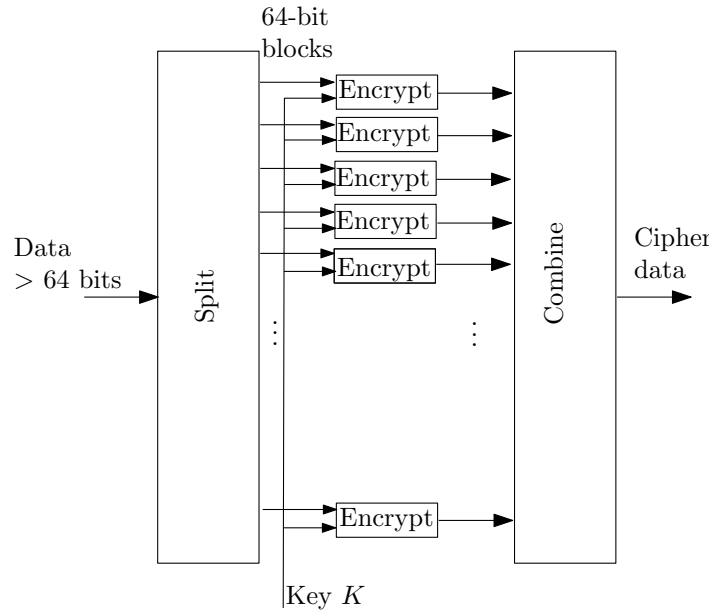 64-bit
blocks
Encrypt
Encrypt
Encrypt
Encrypt
Encrypt
Data
> 64 bits
Split
Combine
Cipher
data
⋮
⋮
Encrypt
Key K